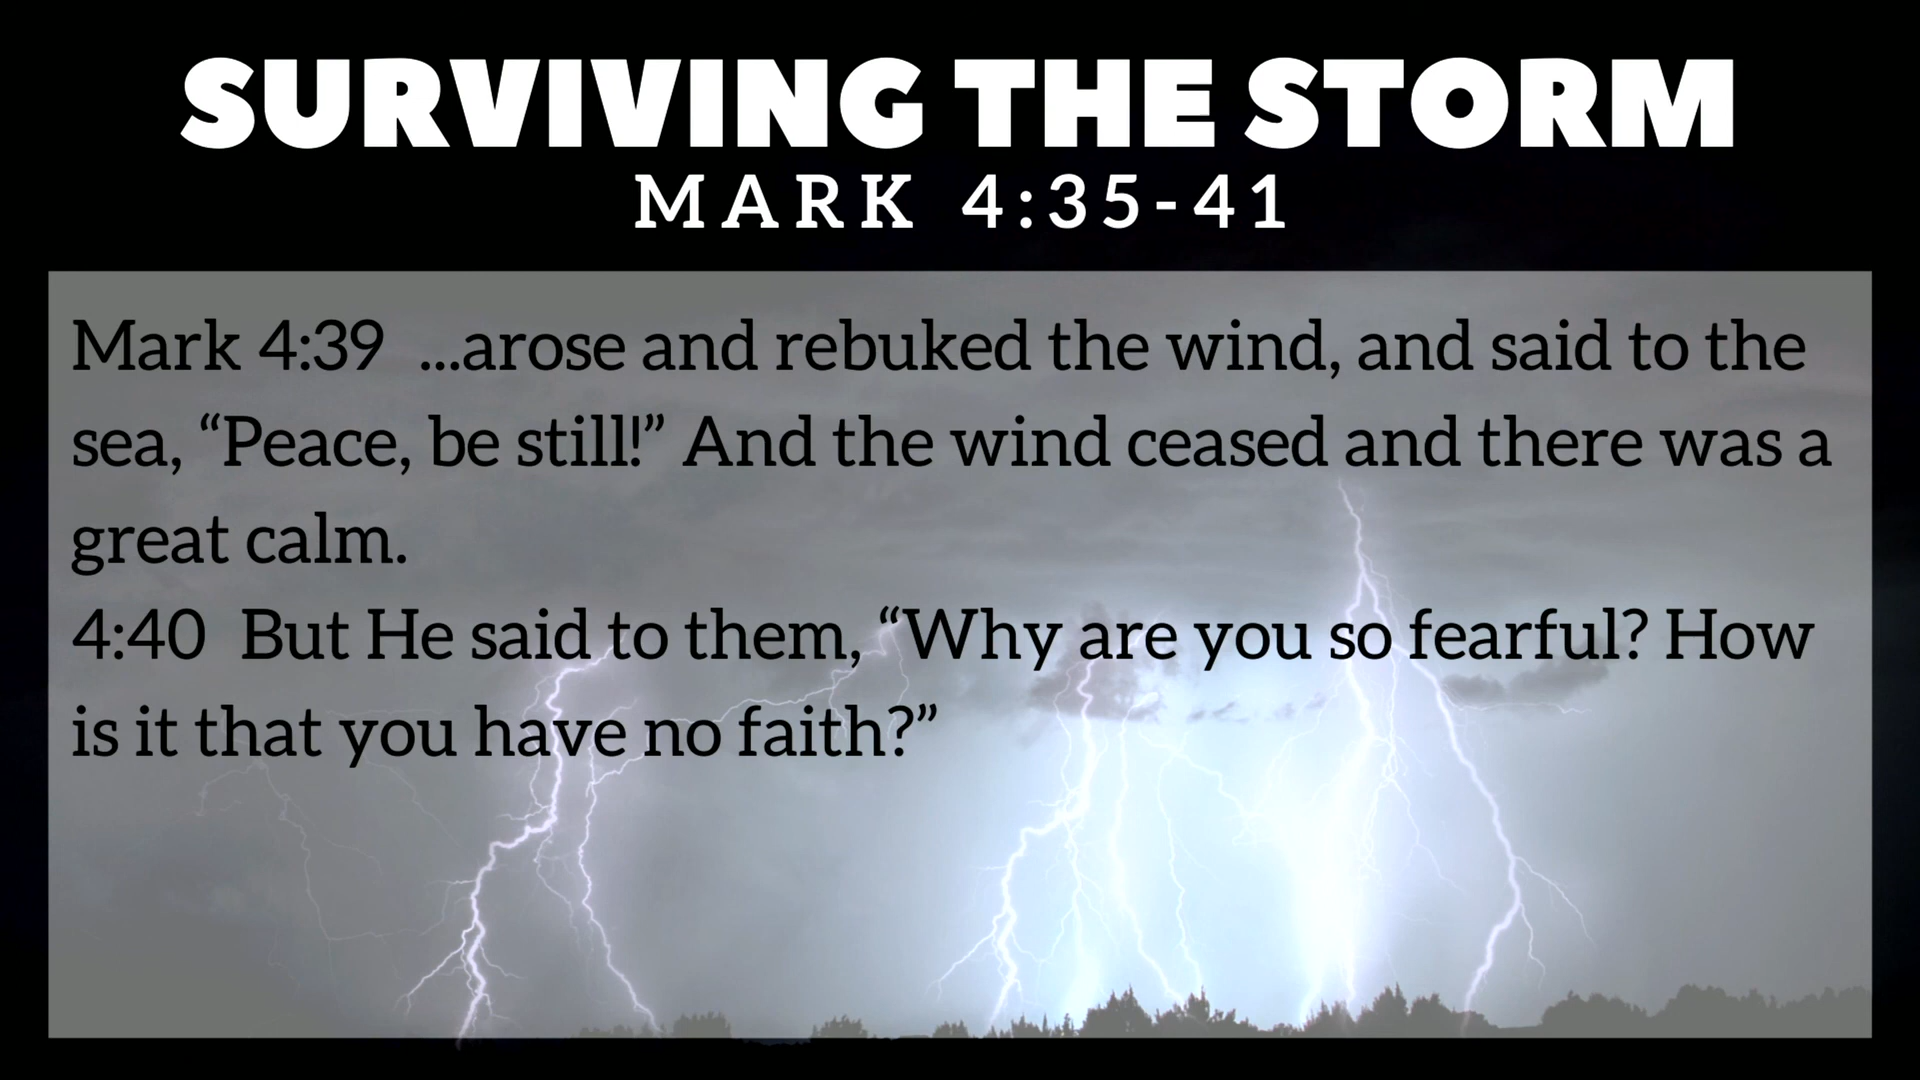 SURVIVING THE STORM
MARK 4:35-41
Mark 4:39  ...arose and rebuked the wind, and said to the
sea, “Peace, be still!” And the wind ceased and there was a
great calm.
4:40  But He said to them, “Why are you so fearful? How
is it that you have no faith?”